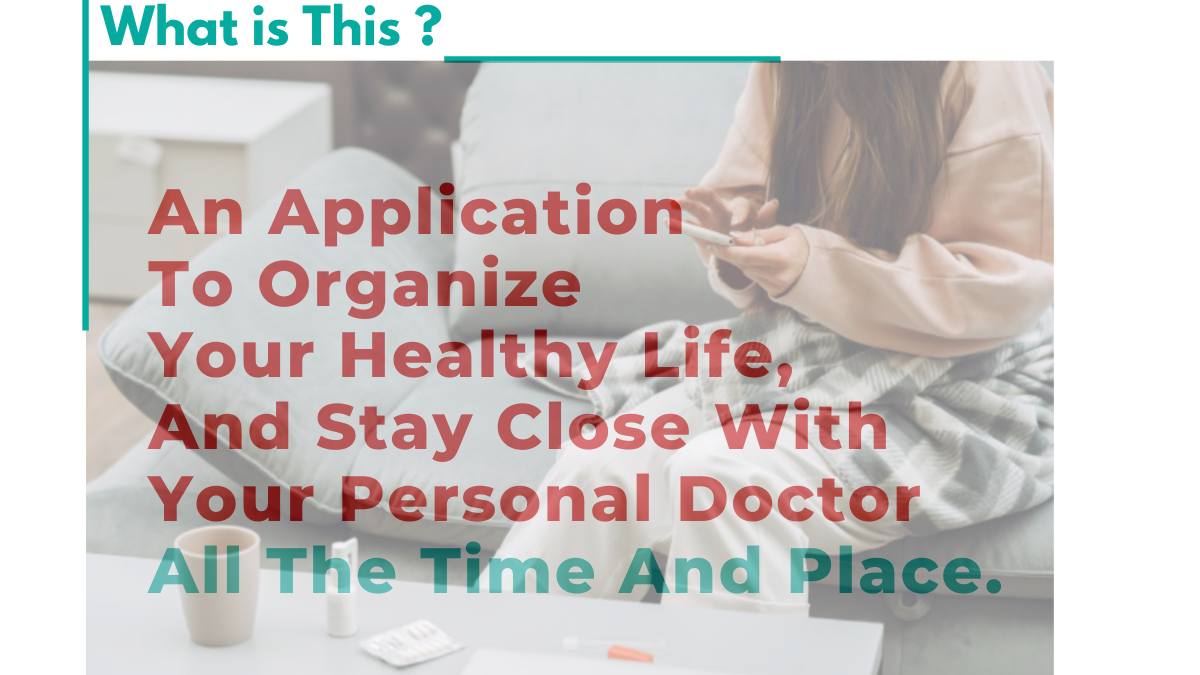 What is This ?
An Application
To Organize
Your Healthy Life,
And Stay Close With
Your Personal Doctor
All The Time And Place.